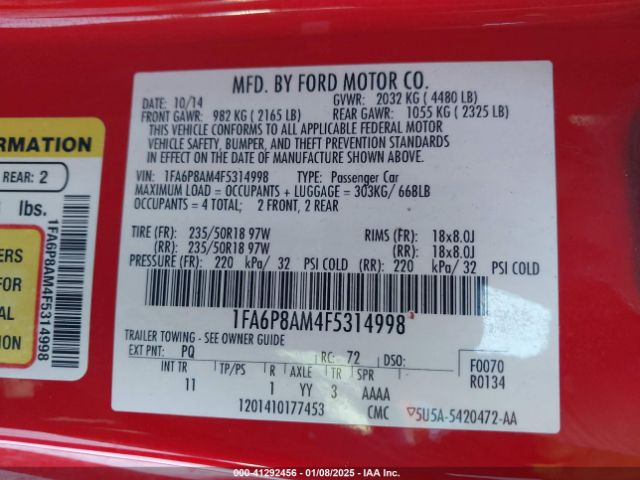 MFD. BY FORD MOTOR CO.
DATE: 10/14 GVWR: 2032 KG ( 4480 LB)
FRONT GAWR: 982 KG ( 2165 LB) REAR GAWR: 1055 KG ( 2325 LB)
THIS VEHICLE CONFORMS TO ALL APPLICABLE FEDERAL MOTOR
VEHICLE SAFETY, BUMPER, AND THEFT PREVENTION STANDARDS
IN EFFECT ON THE DATE OF MANUFACTURE SHOWN ABOVE.
VIN: 1FA6P8AM4F5314998 TYPE: Passenger Car
MAXIMUM LOAD = OCCUPANTS + LUGGAGE = 303KG/ 668LB
OCCUPANTS = 4 TOTAL; 2 FRONT, 2 REAR
TIRE (FR): 235/50R18 97W RIMS (FR): 18x8.0J
(RR): 235/50R18 97W (RR): 18x8.0J
PRESSURE (FR): 220 kPa/ 32 PSI COLD (RR): 220 kPa/ 32 PSI COLD
1FA6P8AM4F5314998
TRAILER TOWING - SEE OWNER GUIDE
EXT PNT: PQ RC: 72 DSO: F0070
R0134
INT TR TP/PS R AXLE TR SPR
11 1 YY 3 AAAA
1201410177453 CMC 5U5A-5420472-AA
ORMATION
REAR: 2
lbs.
1FA6P8AM4F5314998
ERS
FOR
AL
ION
#OOOO - 41292456 - 01/08/2025 - IAA Inc.